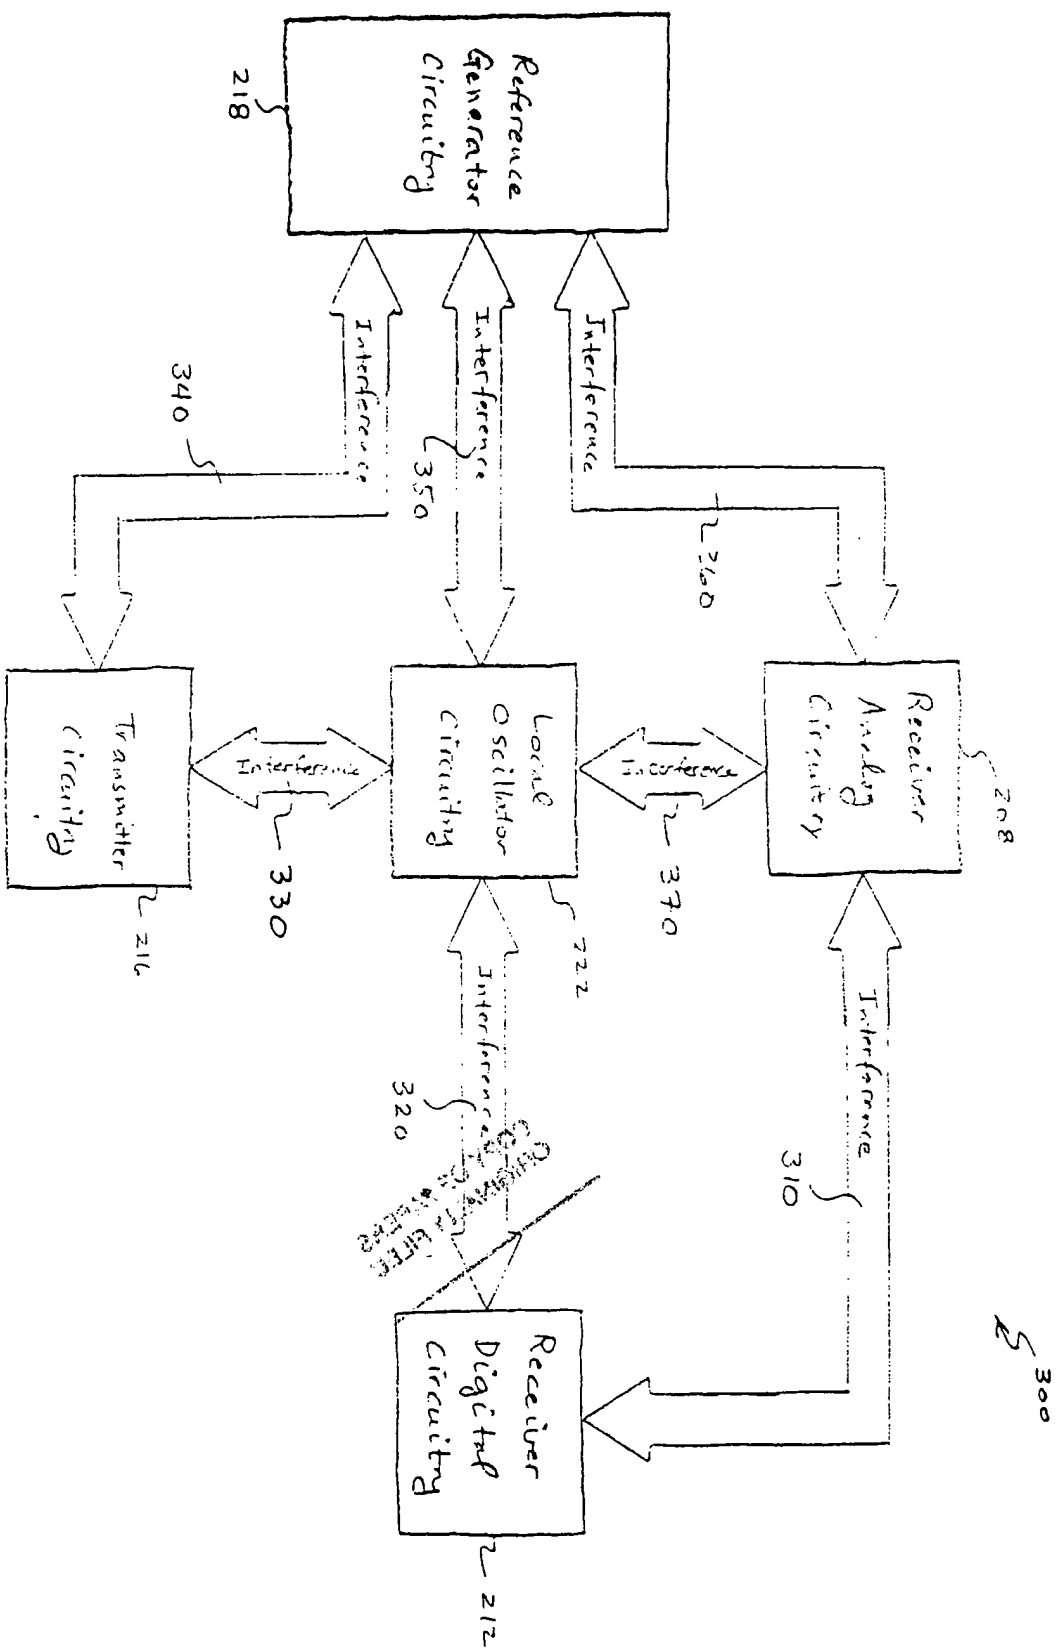 300
Receiver
Analog
Circuitry
208
Interference
310
Interference
360
Interference
370
Reference
Generator
Circuitry
218
Interference
350
Local
Oscillator
Circuitry
222
Interference
320
Receiver
Digital
Circuitry
212
Interference
340
Interference
330
Transmitter
Circuitry
216